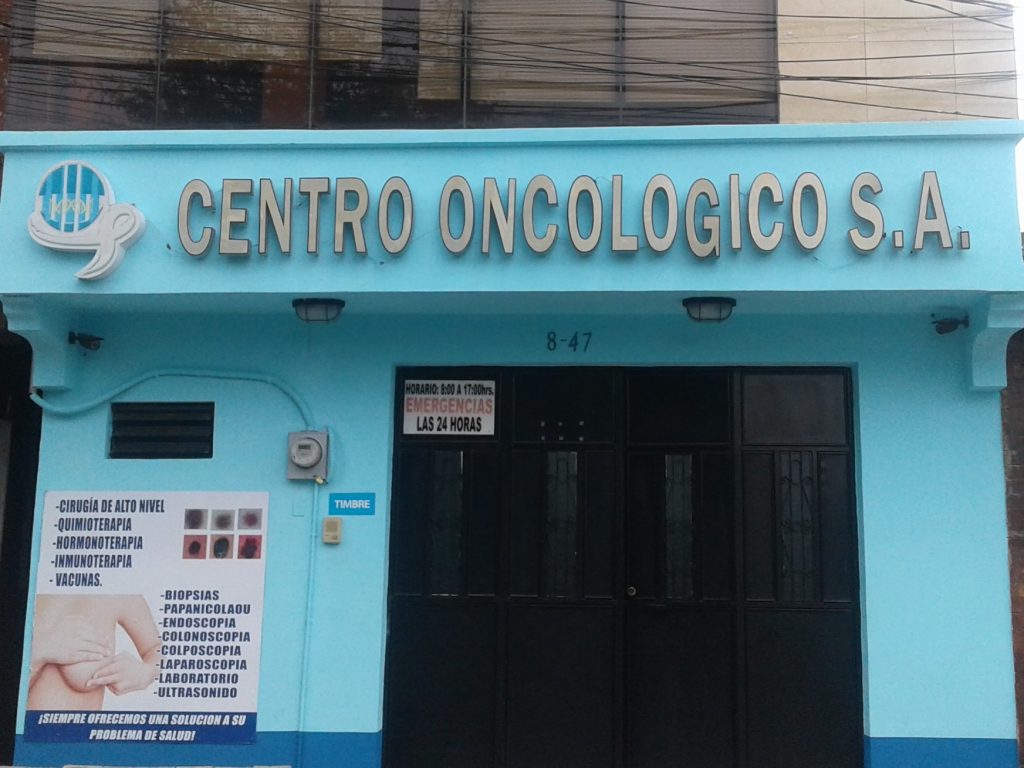 CENTRO ONCOLOGICO S.A.
8-47
HORARIO: 8:00 A 17:00hrs.
EMERGENCIAS
LAS 24 HORAS
TIMBRE
-CIRUGÍA DE ALTO NIVEL
-QUIMIOTERAPIA
-HORMONOTERAPIA
-INMUNOTERAPIA
- VACUNAS.
-BIOPSIAS
-PAPANICOLAOU
-ENDOSCOPIA
-COLONOSCOPIA
-COLPOSCOPIA
-LAPAROSCOPIA
-LABORATORIO
-ULTRASONIDO
¡SIEMPRE OFRECEMOS UNA SOLUCION A SU
PROBLEMA DE SALUD!